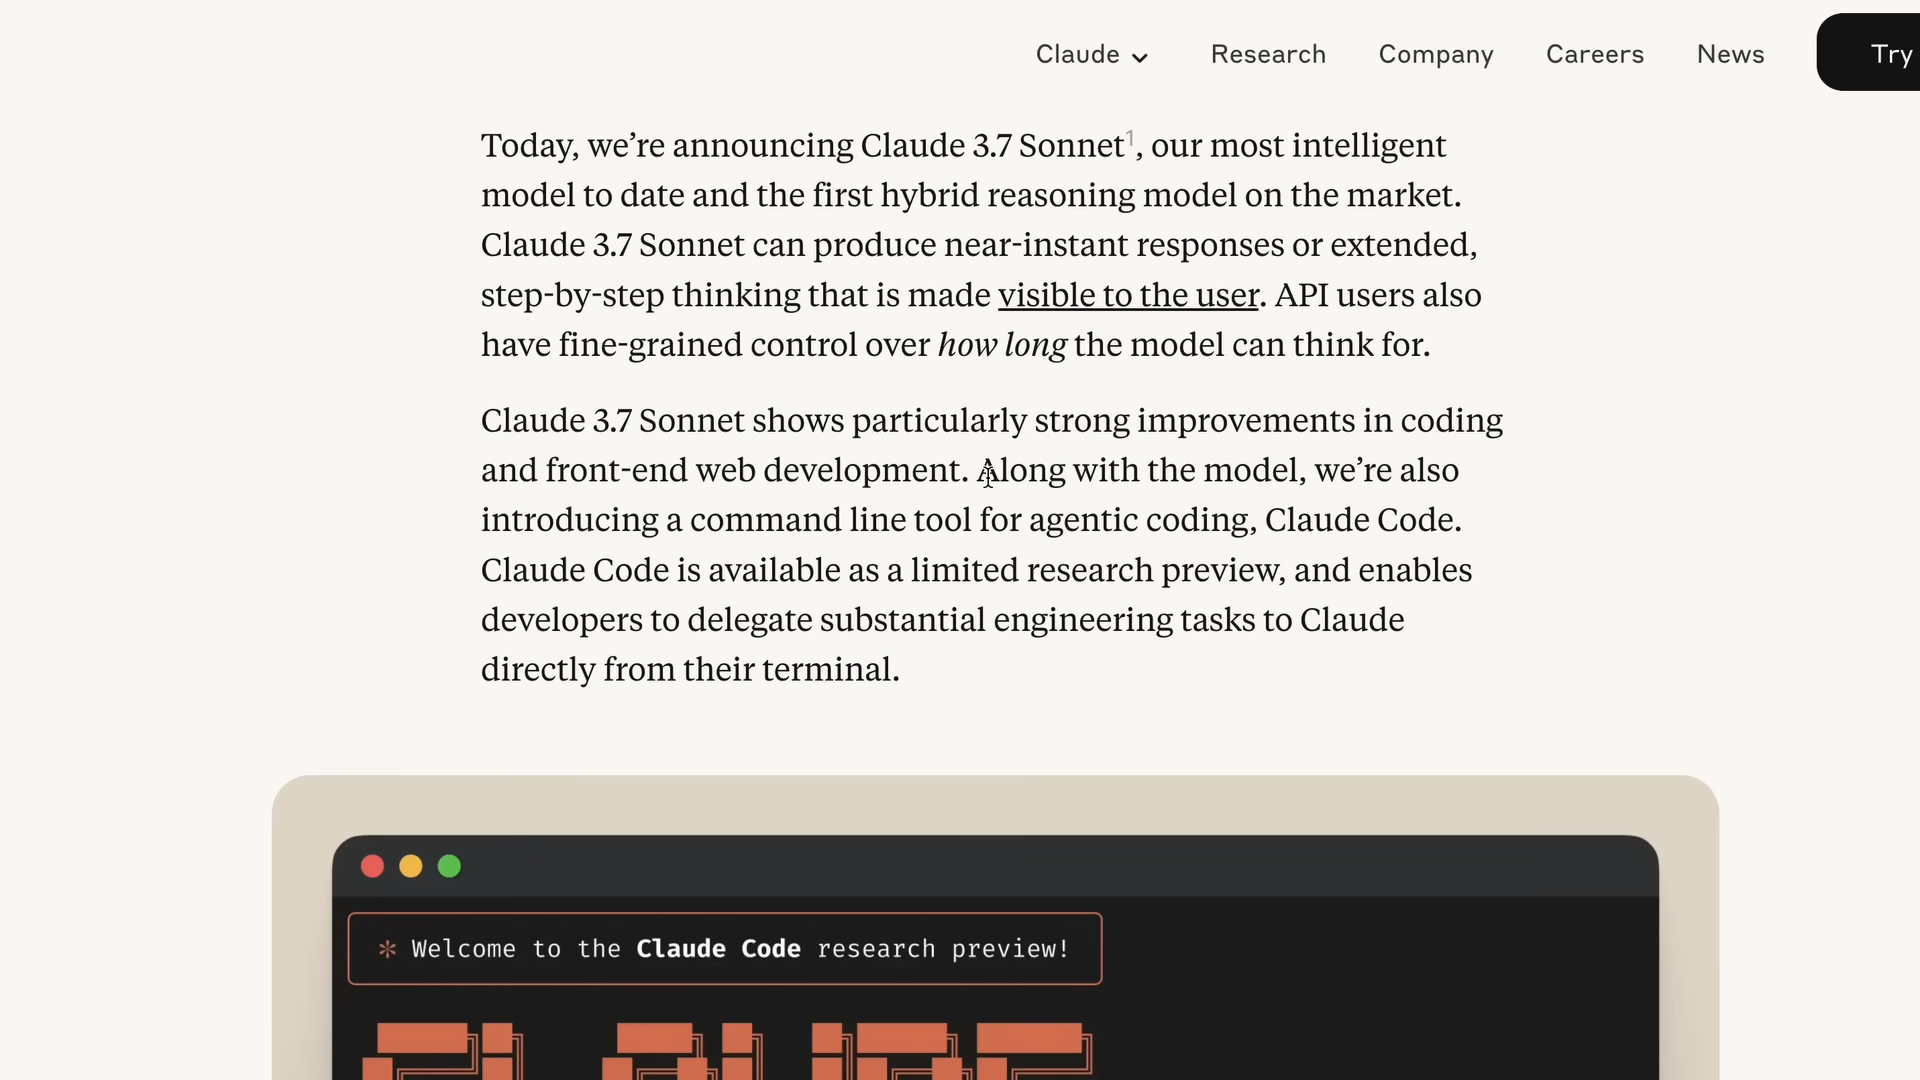 Claude Research Company Careers News Try
Today, we’re announcing Claude 3.7 Sonnet1, our most intelligent
model to date and the first hybrid reasoning model on the market.
Claude 3.7 Sonnet can produce near-instant responses or extended,
step-by-step thinking that is made visible to the user. API users also
have fine-grained control over how long the model can think for.
Claude 3.7 Sonnet shows particularly strong improvements in coding
and front-end web development. Along with the model, we’re also
introducing a command line tool for agentic coding, Claude Code.
Claude Code is available as a limited research preview, and enables
developers to delegate substantial engineering tasks to Claude
directly from their terminal.
* Welcome to the Claude Code research preview!
CLAUDE